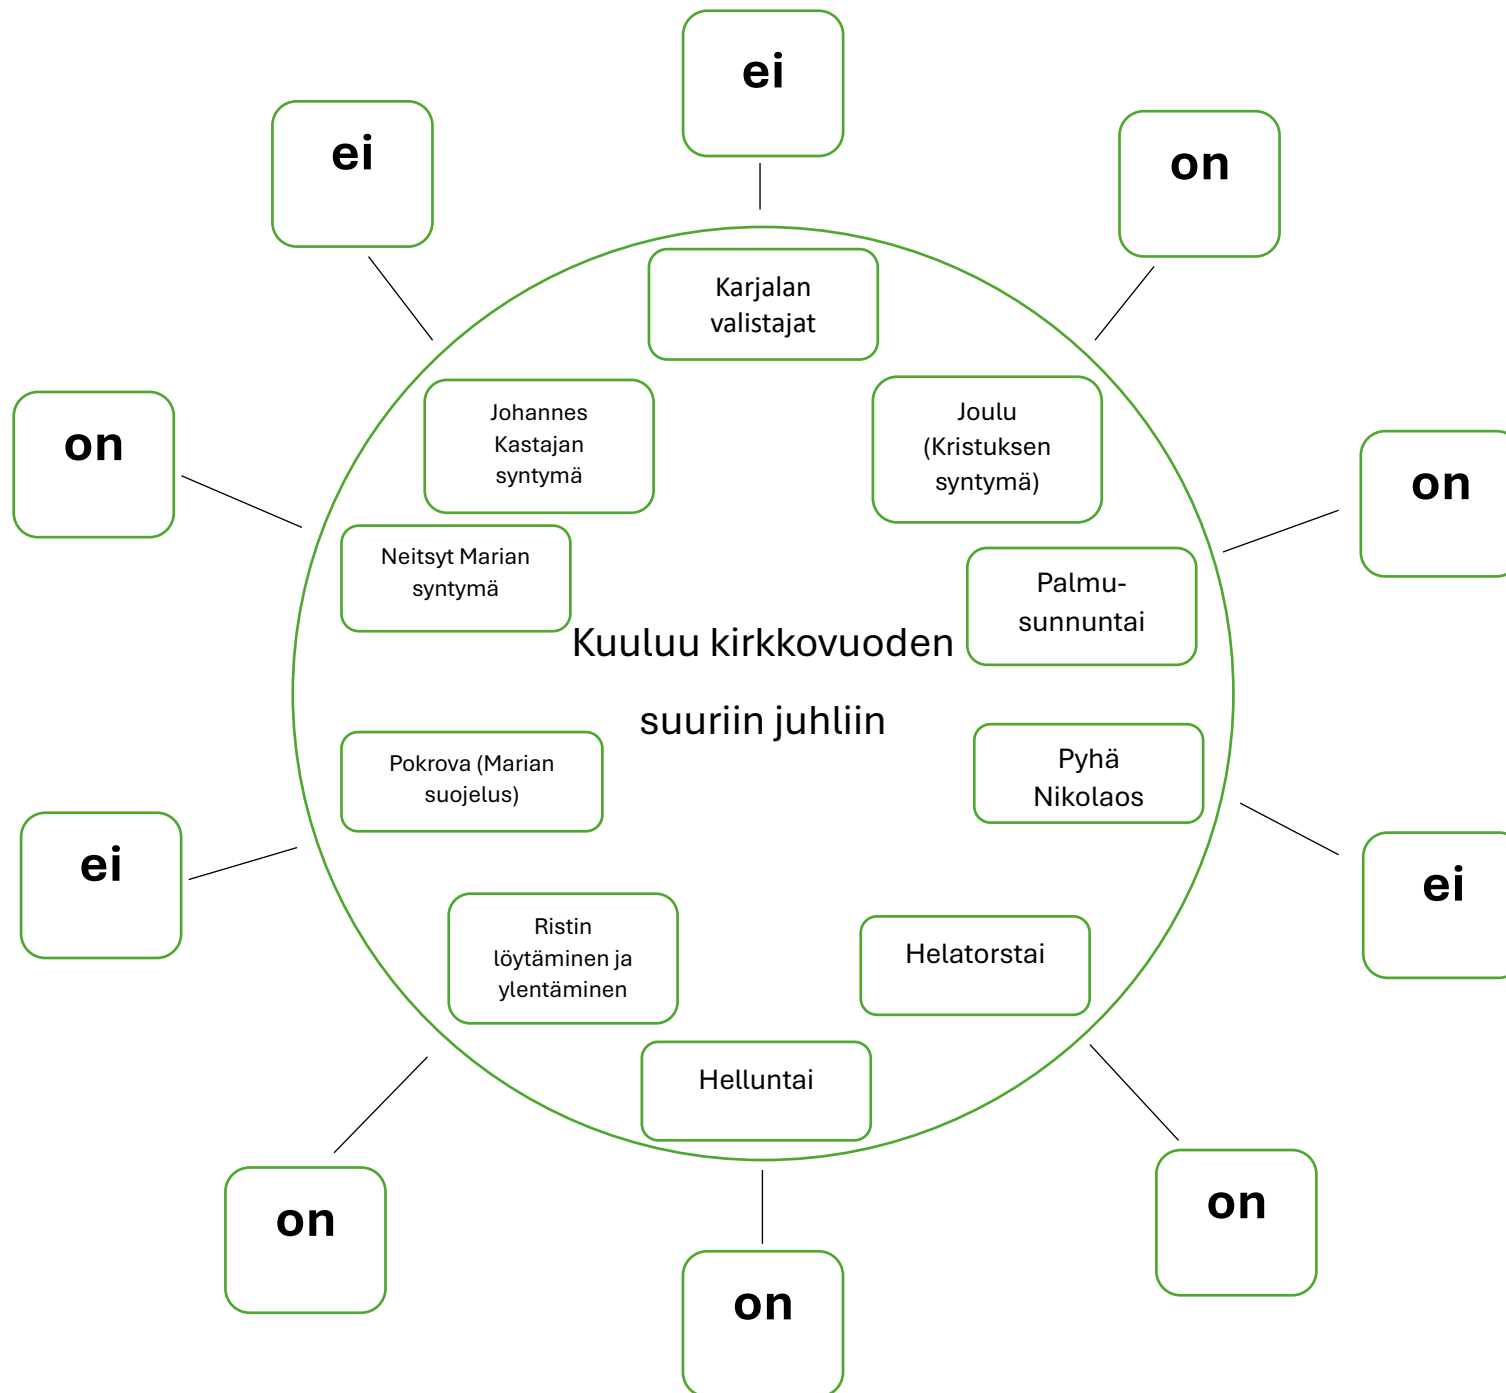 ei
ei
on
Karjalan
valistajat
Johannes
Kastajan
syntymä
Joulu
(Kristuksen
syntymä)
on
on
Neitsyt Marian
syntymä
Palmu-
sunnuntai
Kuuluu kirkkovuoden
suuriin juhliin
Pokrova (Marian
suojelus)
Pyhä
Nikolaos
ei
ei
Ristin
löytäminen ja
ylentäminen
Helatorstai
Helluntai
on
on
on